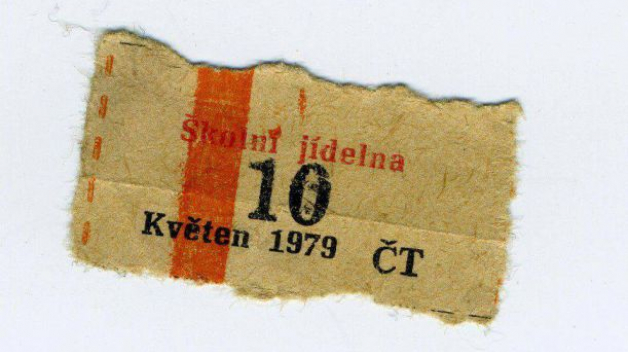 Školní jídelna
10
Květen 1979 ČT